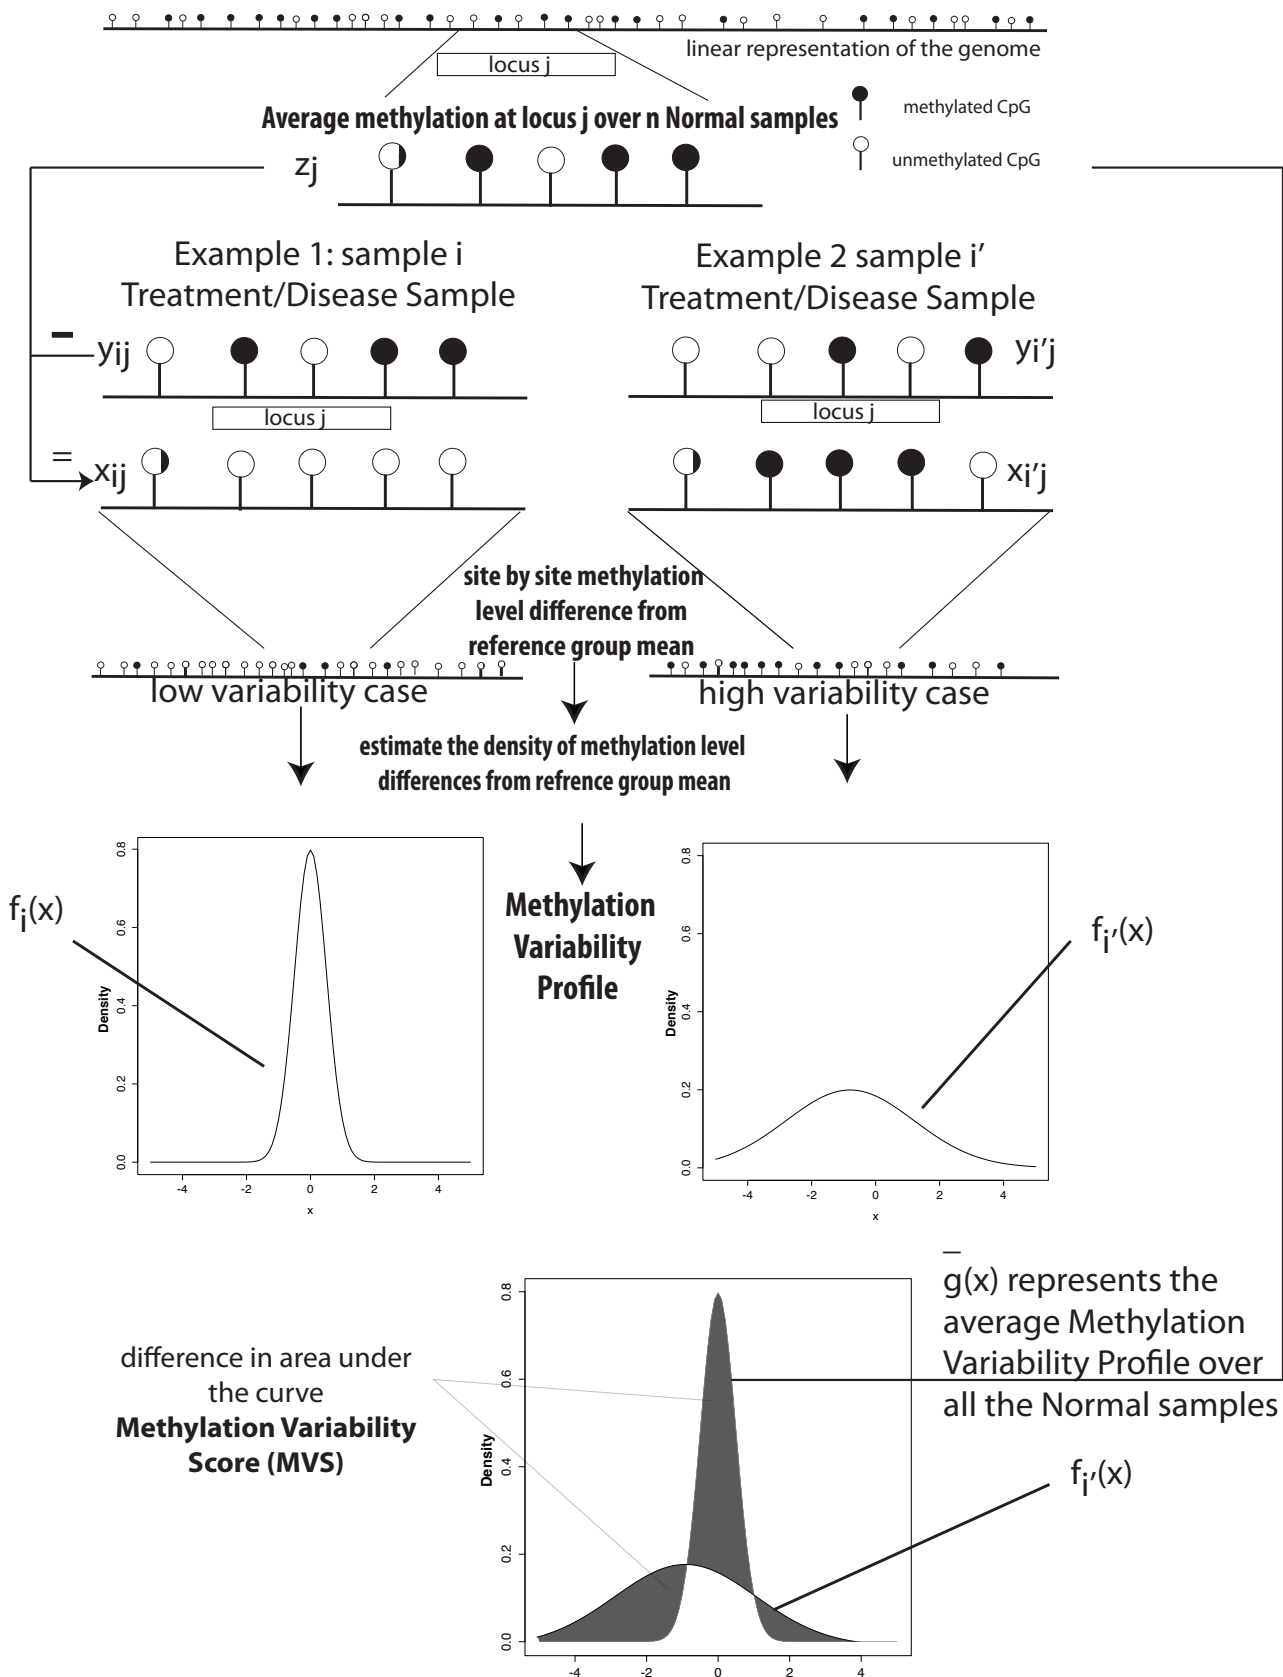 linear representation of the genome
locus j
Average methylation at locus j over n Normal samples
methylated CpG
unmethylated CpG
zj
Example 1: sample i
Treatment/Disease Sample
Example 2 sample i'
Treatment/Disease Sample
-
yij
yi'j
locus j
locus j
=
xij
xi'j
site by site methylation
level difference from
reference group mean
low variability case
high variability case
estimate the density of methylation level
differences from refrence group mean
Methylation
Variability
Profile
fi(x)
Density
0.0 0.2 0.4 0.6 0.8
-4 -2 0 2 4
x
fi'(x)
Density
0.0 0.2 0.4 0.6 0.8
-4 -2 0 2 4
x
difference in area under
the curve
Methylation Variability
Score (MVS)
Density
0.0 0.2 0.4 0.6 0.8
-4 -2 0 2 4
g̅(x) represents the
average Methylation
Variability Profile over
all the Normal samples
fi'(x)